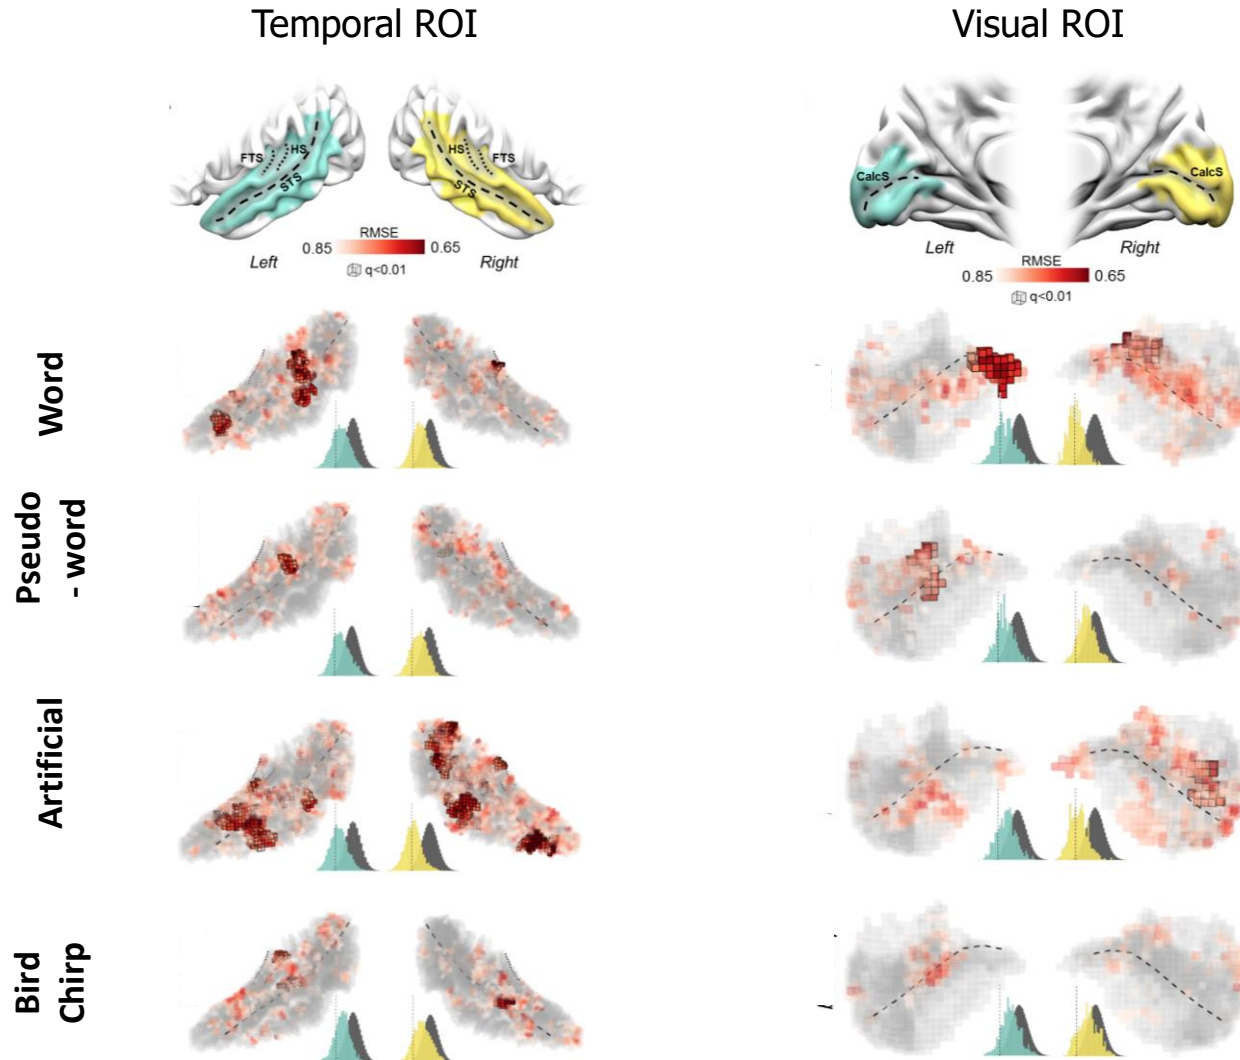 Temporal ROI
Visual ROI
FTS
HS
STS
HS
FTS
STS
RMSE
0.85
0.65
Left
q<0.01
Right
CalcS
CalcS
Left
Right
RMSE
0.85
0.65
q<0.01
Word
Pseudo
- word
Artificial
Bird
Chirp